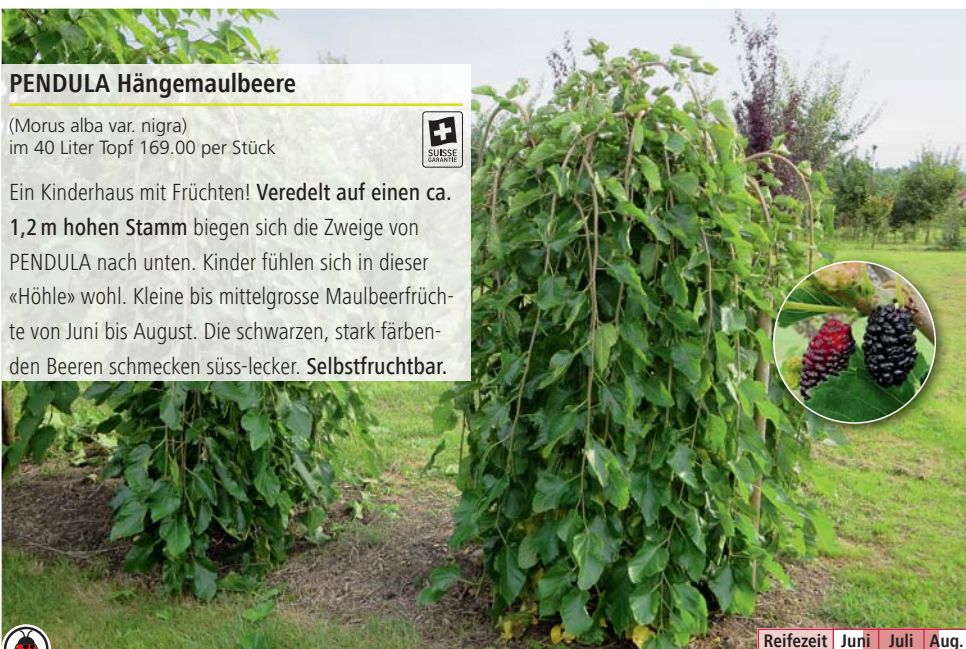 PENDULA Hängemaulbeere
(Morus alba var. nigra)
im 40 Liter Topf 169.00 per Stück
SUISSE
GARANTIE
Ein Kinderhaus mit Früchten! Veredelt auf einen ca.
1,2 m hohen Stamm biegen sich die Zweige von
PENDULA nach unten. Kinder fühlen sich in dieser
«Höhle» wohl. Kleine bis mittelgrosse Maulbeerfrüch-
te von Juni bis August. Die schwarzen, stark färben-
den Beeren schmecken süss-lecker. Selbstfruchtbar.
Reifezeit Juni Juli Aug.